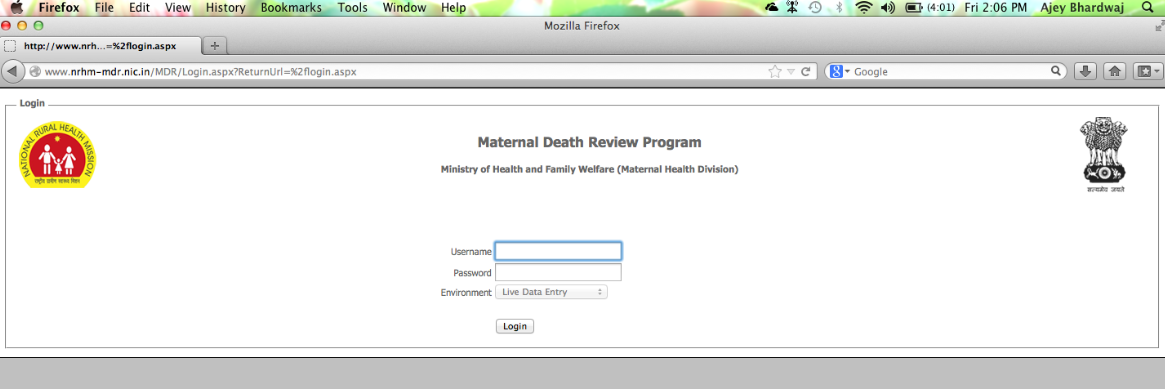 Firefox File Edit View History Bookmarks Tools Window Help (4:01) Fri 2:06 PM Ajey Bhardwaj
Mozilla Firefox
http://www.nrh...=%2flogin.aspx
www.nrhm-mdr.nic.in/MDR/Login.aspx?ReturnUrl=%2flogin.aspx
Google
Login
NATIONAL RURAL HEALTH MISSION
राष्ट्रीय ग्रामीण स्वास्थ्य मिशन
Maternal Death Review Program
Ministry of Health and Family Welfare (Maternal Health Division)
सत्यमेव जयते
Username
Password
Environment Live Data Entry
Login